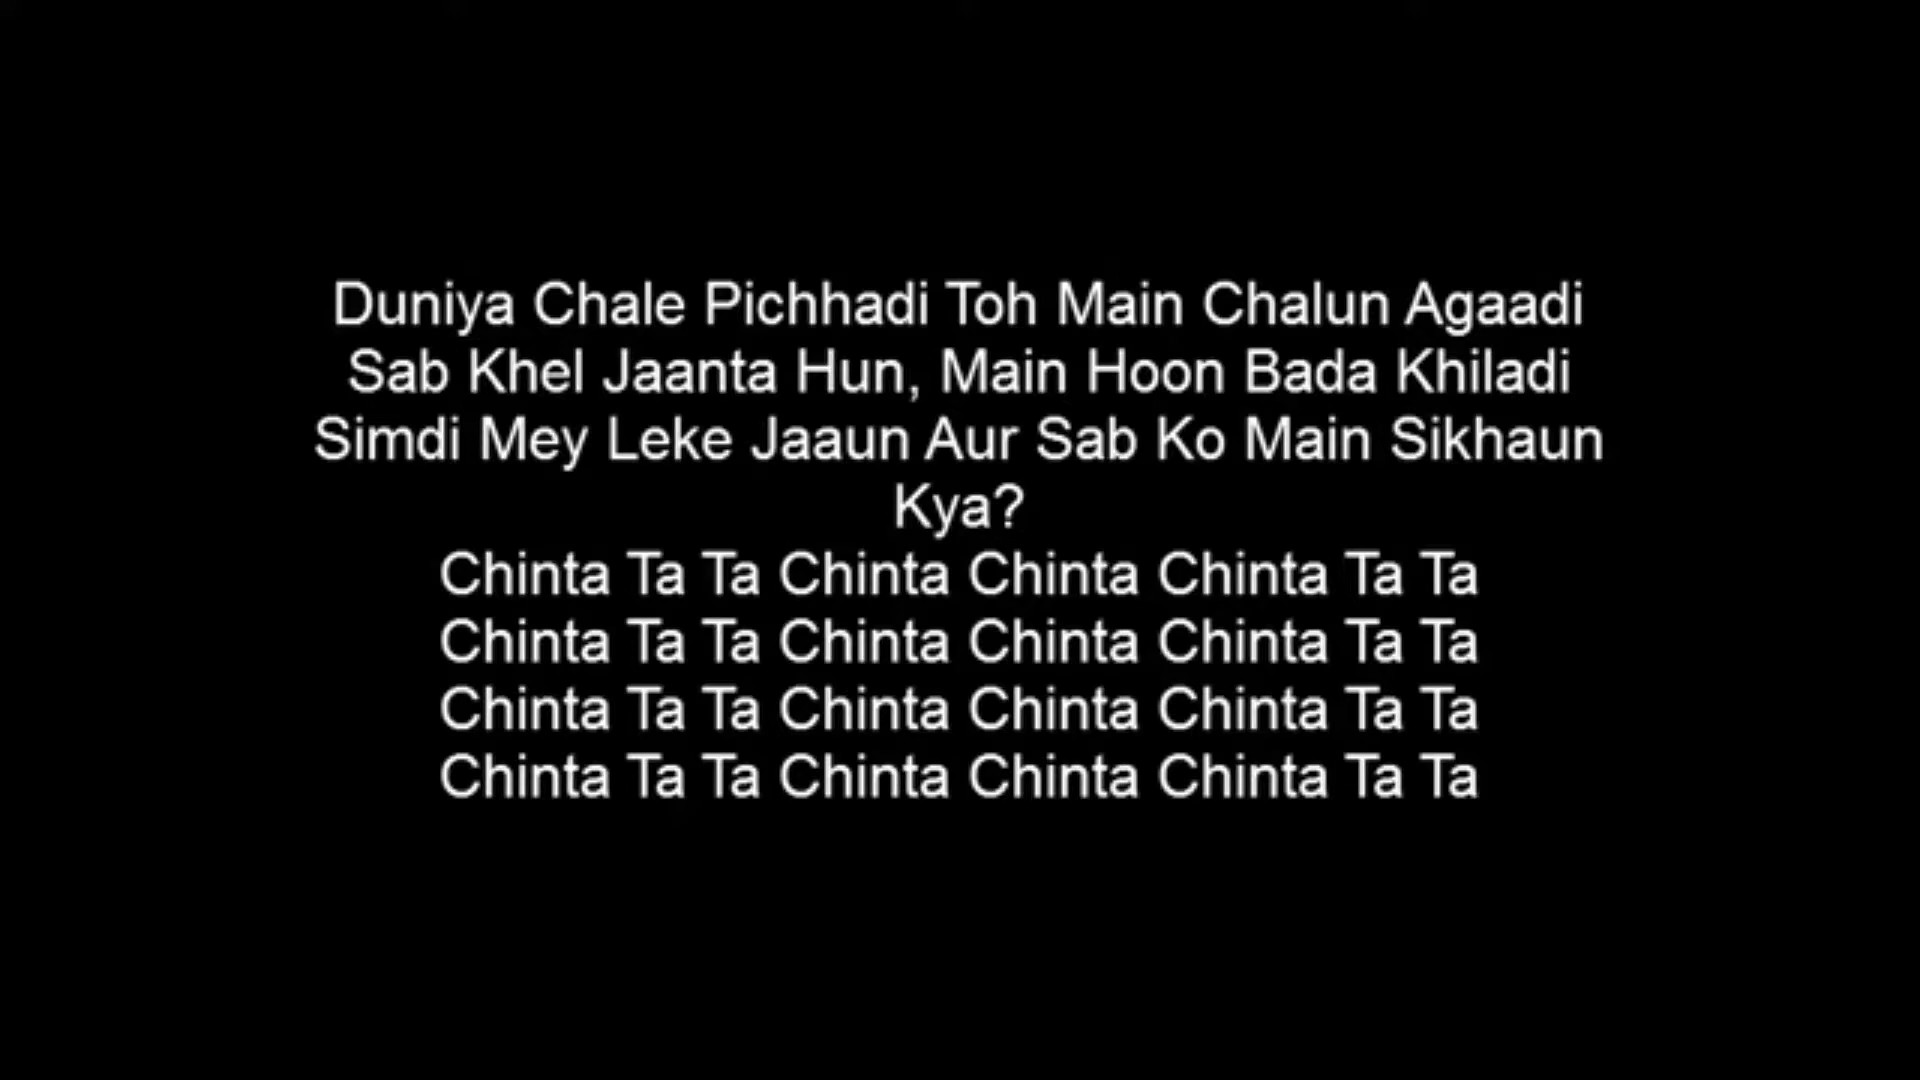 Duniya Chale Pichhadi Toh Main Chalun Agaadi
Sab Khel Jaanta Hun, Main Hoon Bada Khiladi
Simdi Mey Leke Jaaun Aur Sab Ko Main Sikhaun
Kya?
Chinta Ta Ta Chinta Chinta Chinta Ta Ta
Chinta Ta Ta Chinta Chinta Chinta Ta Ta
Chinta Ta Ta Chinta Chinta Chinta Ta Ta
Chinta Ta Ta Chinta Chinta Chinta Ta Ta